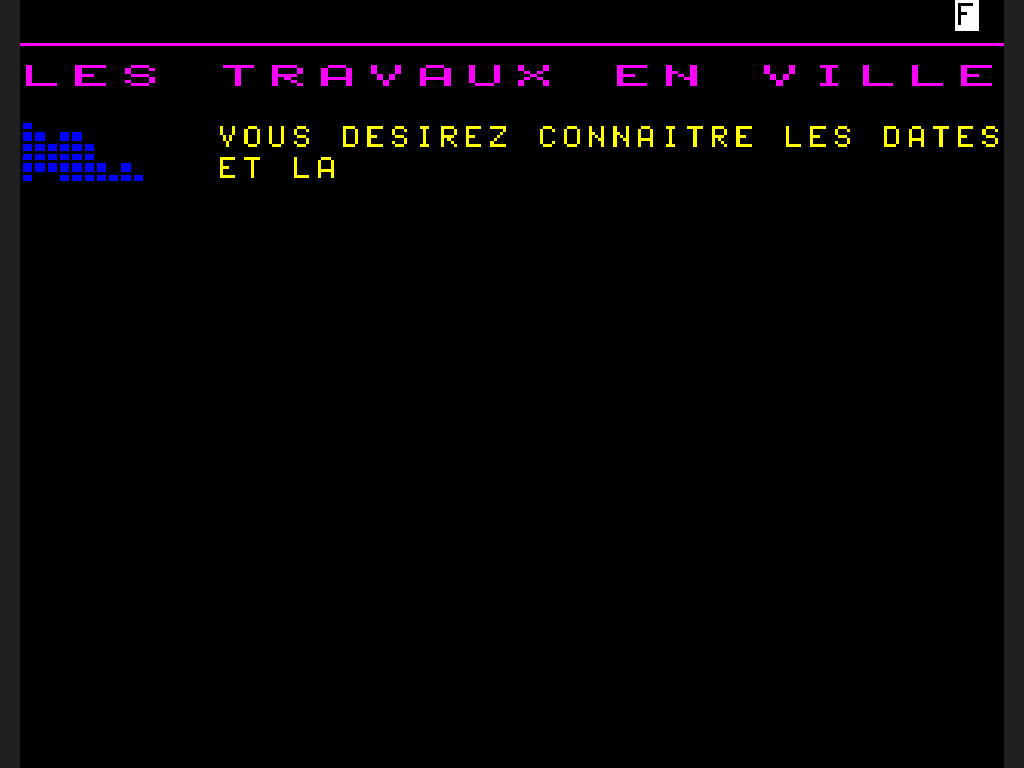 F
LES TRAVAUX EN VILLE
VOUS DESIREZ CONNAITRE LES DATES
ET LA